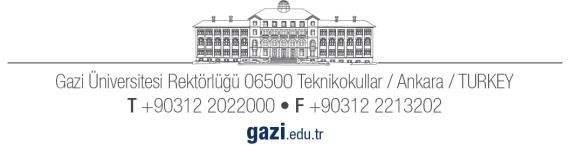 Gazi Üniversitesi Rektörlüğü 06500 Teknikokullar / Ankara / TURKEY
T +90312 2022000 • F +90312 2213202
gazi.edu.tr